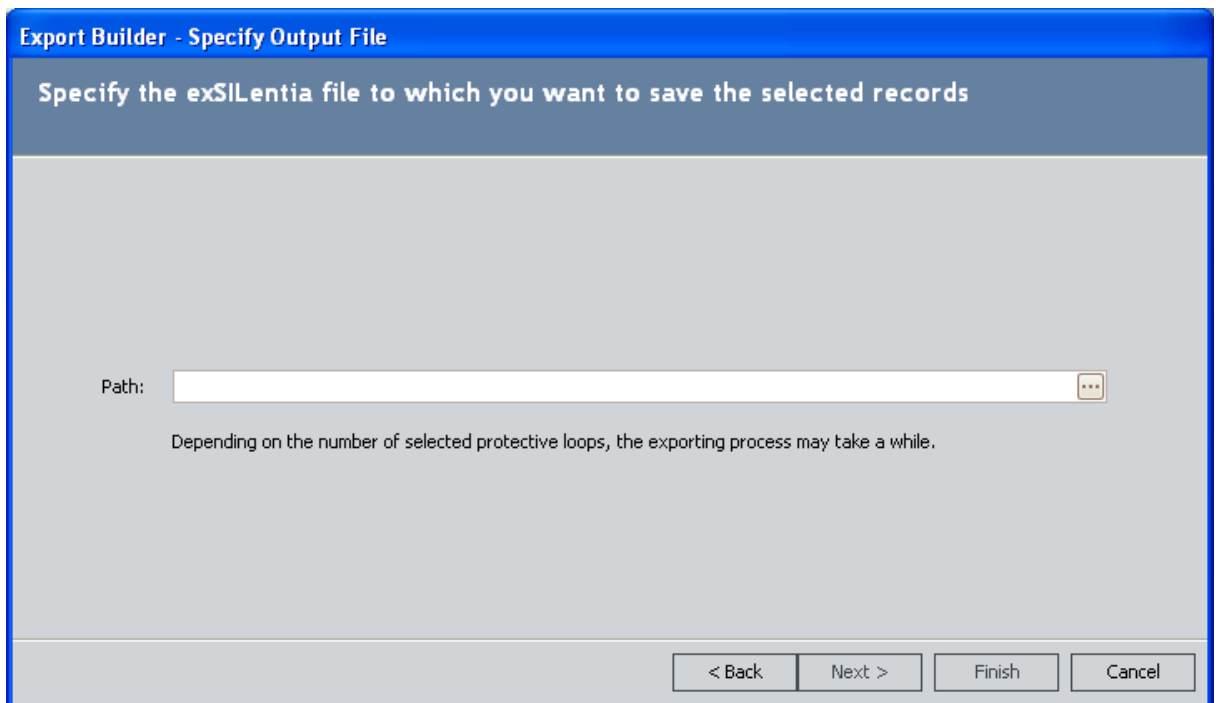 Export Builder - Specify Output File
Specify the exSILentia file to which you want to save the selected records
Path:
...
Depending on the number of selected protective loops, the exporting process may take a while.
< Back Next > Finish Cancel